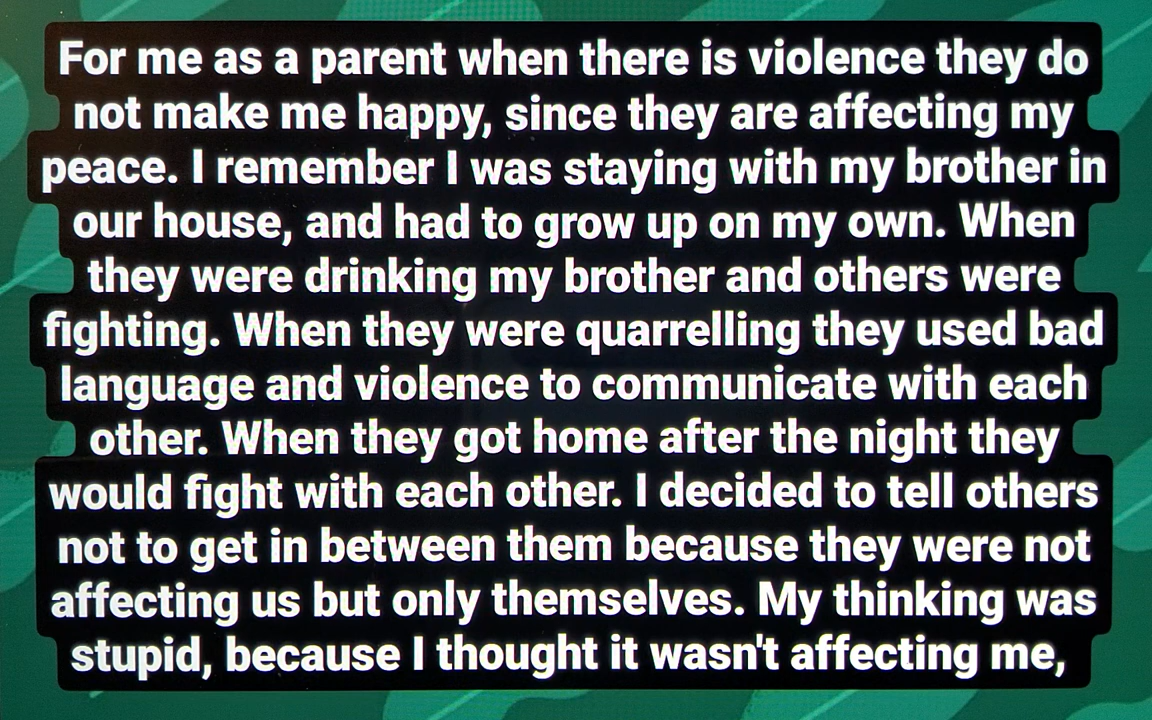 For me as a parent when there is violence they do
not make me happy, since they are affecting my
peace. I remember I was staying with my brother in
our house, and had to grow up on my own. When
they were drinking my brother and others were
fighting. When they were quarrelling they used bad
language and violence to communicate with each
other. When they got home after the night they
would fight with each other. I decided to tell others
not to get in between them because they were not
affecting us but only themselves. My thinking was
stupid, because I thought it wasn't affecting me,